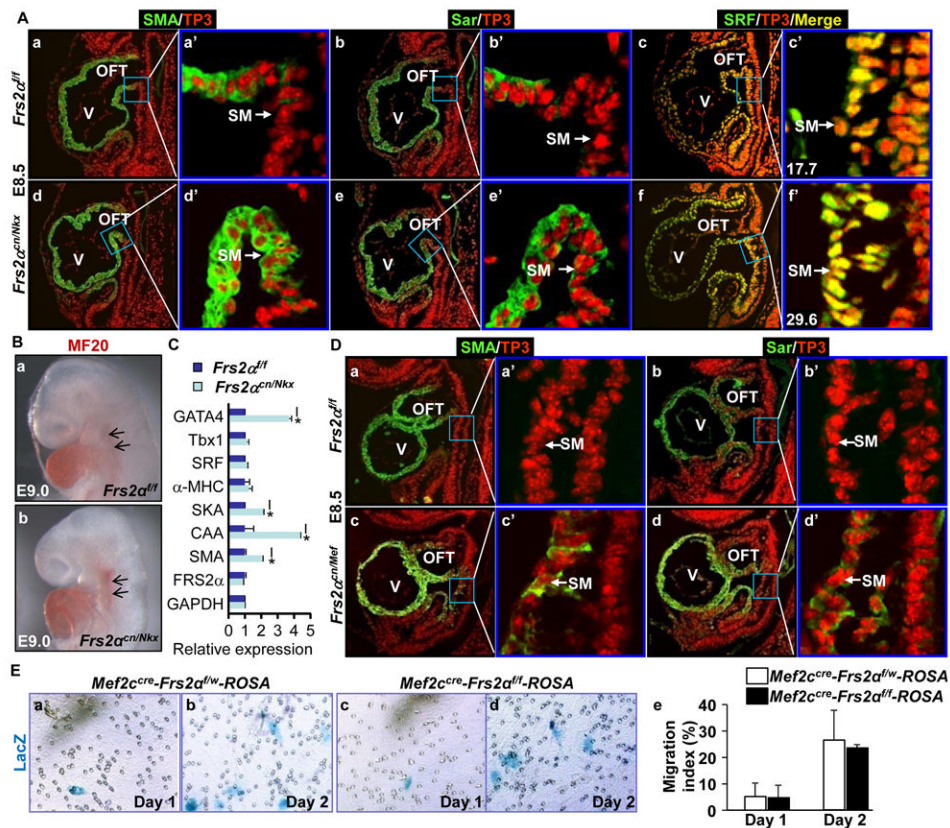 A
SMA/TP3
Sar/TP3
SRF/TP3/Merge
Frs2α^f/f
E8.5
Frs2α^cn/Nkx
a
OFT
V
a'
SM
b
OFT
V
b'
SM
c
OFT
V
c'
SM
17.7
d
OFT
V
d'
SM
e
OFT
V
e'
SM
f
OFT
V
f'
SM
29.6
B
MF20
a
E9.0
Frs2α^f/f
b
E9.0
Frs2α^cn/Nkx
C
Frs2α^f/f
Frs2α^cn/Nkx
GATA4
*
Tbx1
SRF
α-MHC
SKA
*
CAA
*
SMA
*
FRS2α
GAPDH
0 1 2 3 4 5
Relative expression
D
SMA/TP3
Sar/TP3
Frs2α^f/f
E8.5
Frs2α^cn/Mef
a
OFT
V
a'
SM
b
OFT
V
b'
SM
c
OFT
V
c'
SM
d
OFT
V
d'
SM
E
Mef2c^cre-Frs2α^f/w-ROSA
Mef2c^cre-Frs2α^f/f-ROSA
LacZ
a
Day 1
b
Day 2
c
Day 1
d
Day 2
e
Mef2c^cre-Frs2α^f/w-ROSA
Mef2c^cre-Frs2α^f/f-ROSA
Migration
index (%)
40
30
20
10
0
Day 1
Day 2